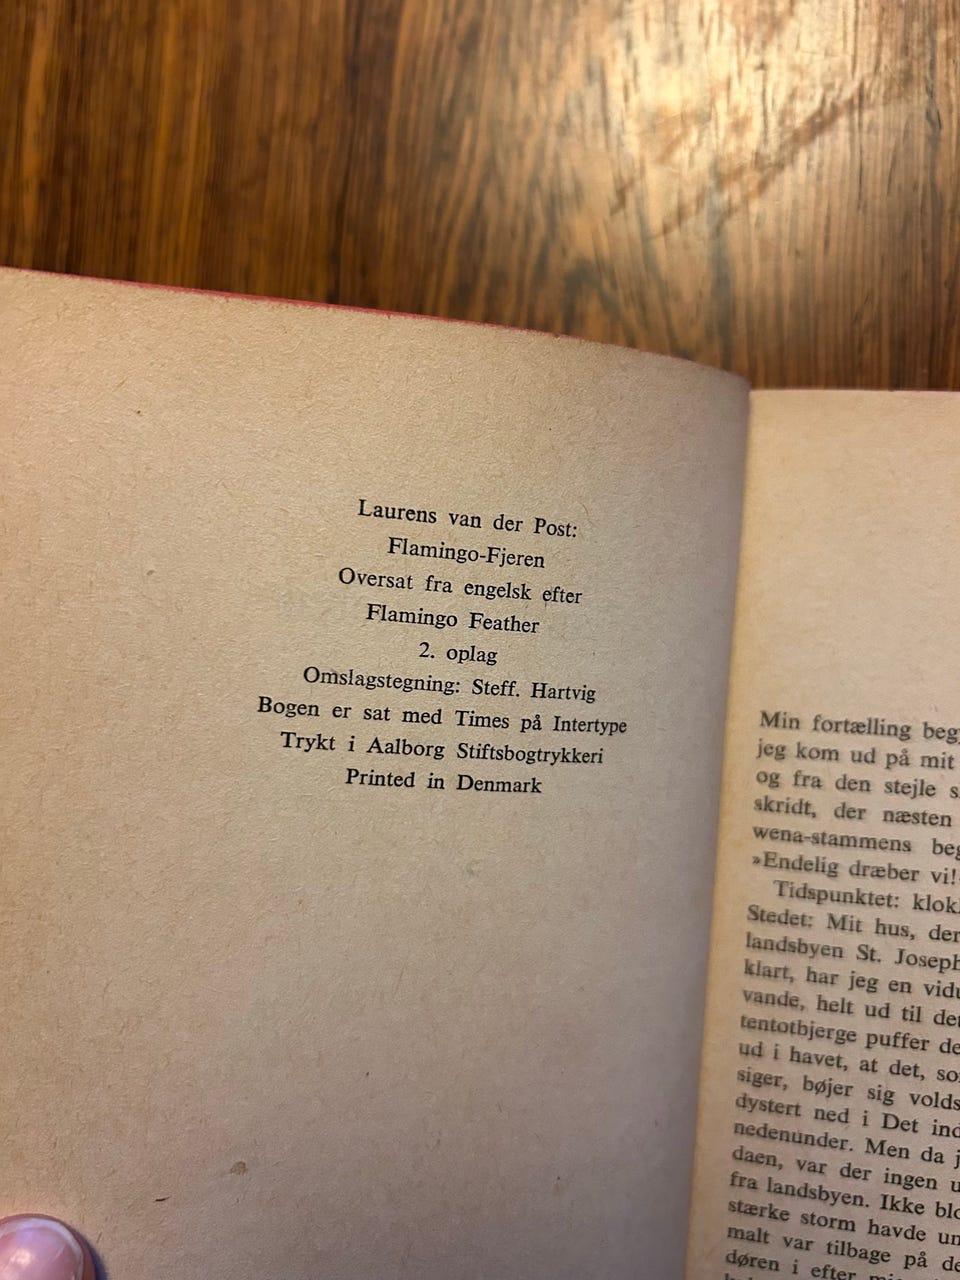 Laurens van der Post:
Flamingo-Fjeren
Oversat fra engelsk efter
Flamingo Feather
2. oplag
Omslagstegning: Steff. Hartvig
Bogen er sat med Times på Intertype
Trykt i Aalborg Stiftsbogtrykkeri
Printed in Denmark
Min fortælling
jeg kom ud på mit
og fra den stejle
skridt, der næsten
wena-stammens
»Endelig dræber vi!
Tidspunktet:
Stedet: Mit hus, der
landsbyen St. Joseph
klart, har jeg en
vande, helt ud til
tentotbjerge puffer
ud i havet, at det,
siger, bøjer sig
dystert ned i Det
nedenunder. Men da
daen, var der ingen
fra landsbyen. Ikke
stærke storm havde
malt var tilbage på
døren i efter